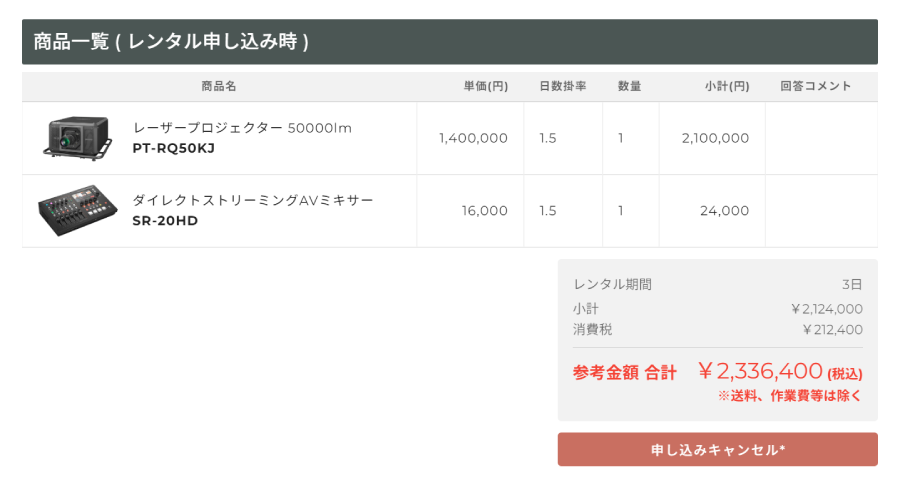 商品一覧 ( レンタル申し込み時 )
商品名 単価(円) 日数掛率 数量 小計(円) 回答コメント
レーザープロジェクター 50000lm
PT-RQ50KJ
1,400,000 1.5 1 2,100,000
ダイレクトストリーミングAVミキサー
SR-20HD
16,000 1.5 1 24,000
レンタル期間 3日
小計 ¥2,124,000
消費税 ¥212,400
参考金額 合計 ¥2,336,400 (税込)
※送料、作業費等は除く
申し込みキャンセル*